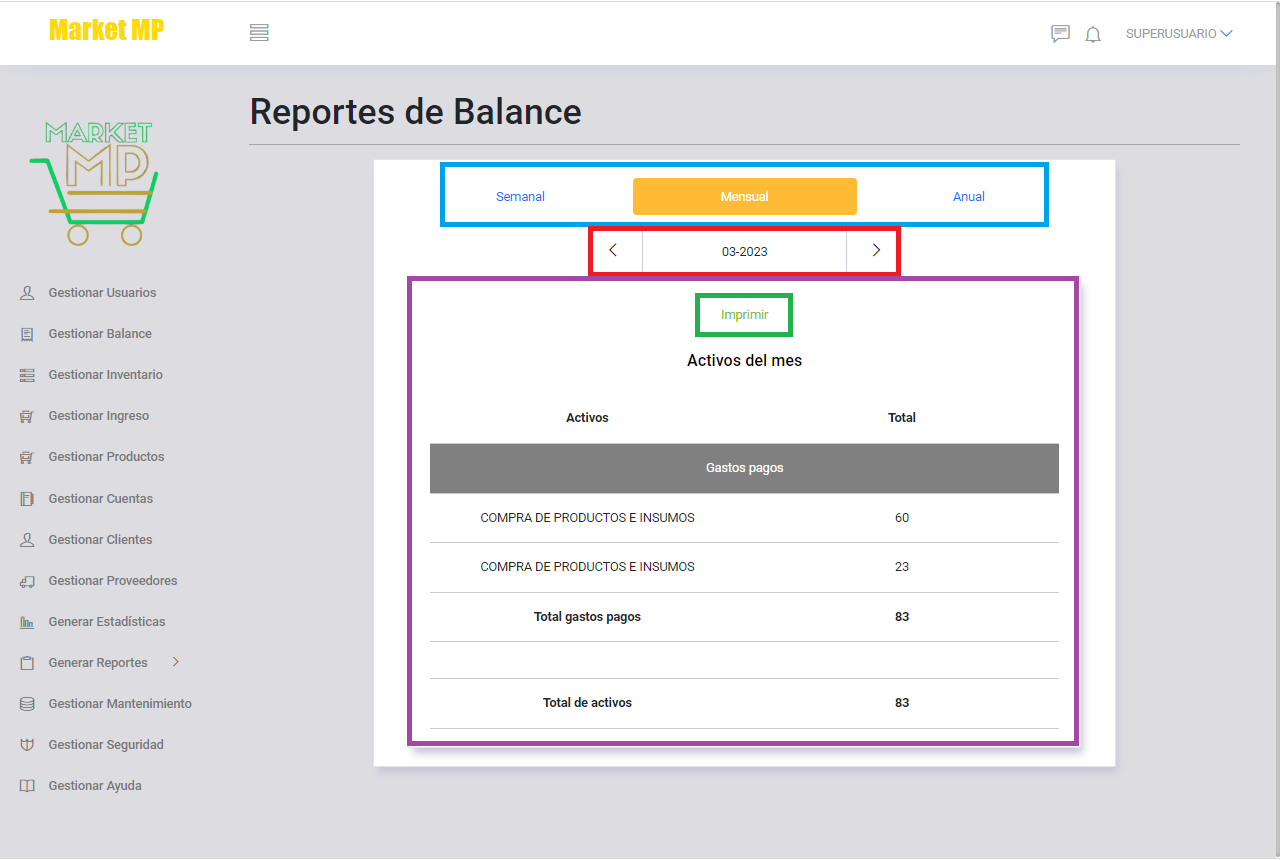 Market MP
SUPERUSUARIO
MARKET
MP
Reportes de Balance
Semanal Mensual Anual
03-2023
Imprimir
Activos del mes
Activos Total
Gastos pagos
COMPRA DE PRODUCTOS E INSUMOS 60
COMPRA DE PRODUCTOS E INSUMOS 23
Total gastos pagos 83
Total de activos 83
Gestionar Usuarios
Gestionar Balance
Gestionar Inventario
Gestionar Ingreso
Gestionar Productos
Gestionar Cuentas
Gestionar Clientes
Gestionar Proveedores
Generar Estadísticas
Generar Reportes
Gestionar Mantenimiento
Gestionar Seguridad
Gestionar Ayuda